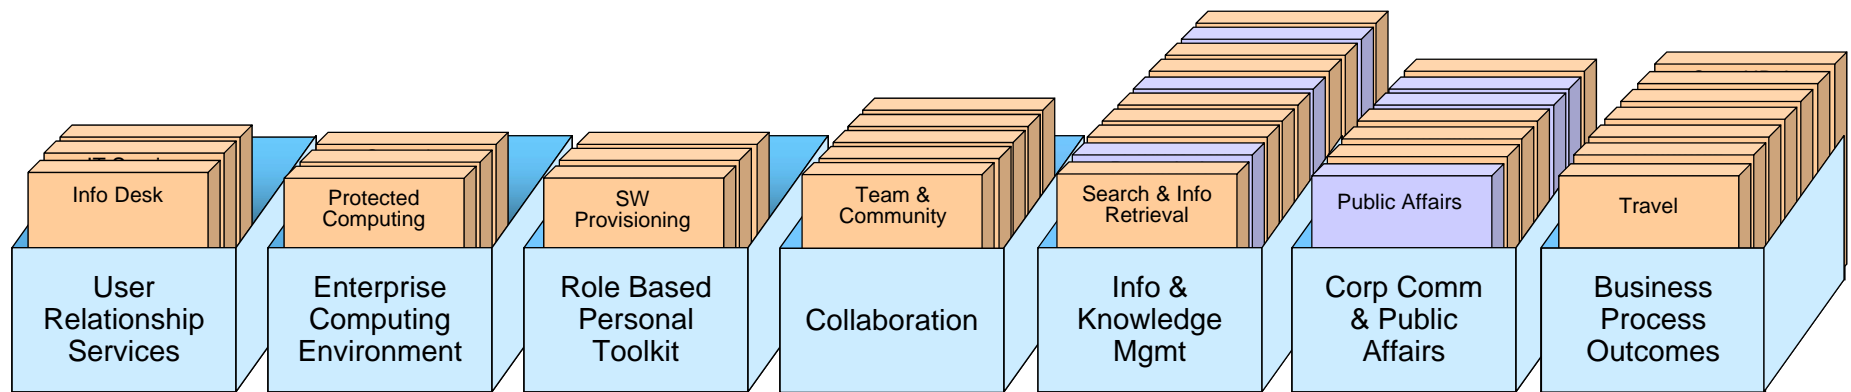 Info Desk
Protected
Computing
SW
Provisioning
Team &
Community
Search & Info
Retrieval
Public Affairs
Travel
User
Relationship
Services
Enterprise
Computing
Environment
Role Based
Personal
Toolkit
Collaboration
Info &
Knowledge
Mgmt
Corp Comm
& Public
Affairs
Business
Process
Outcomes